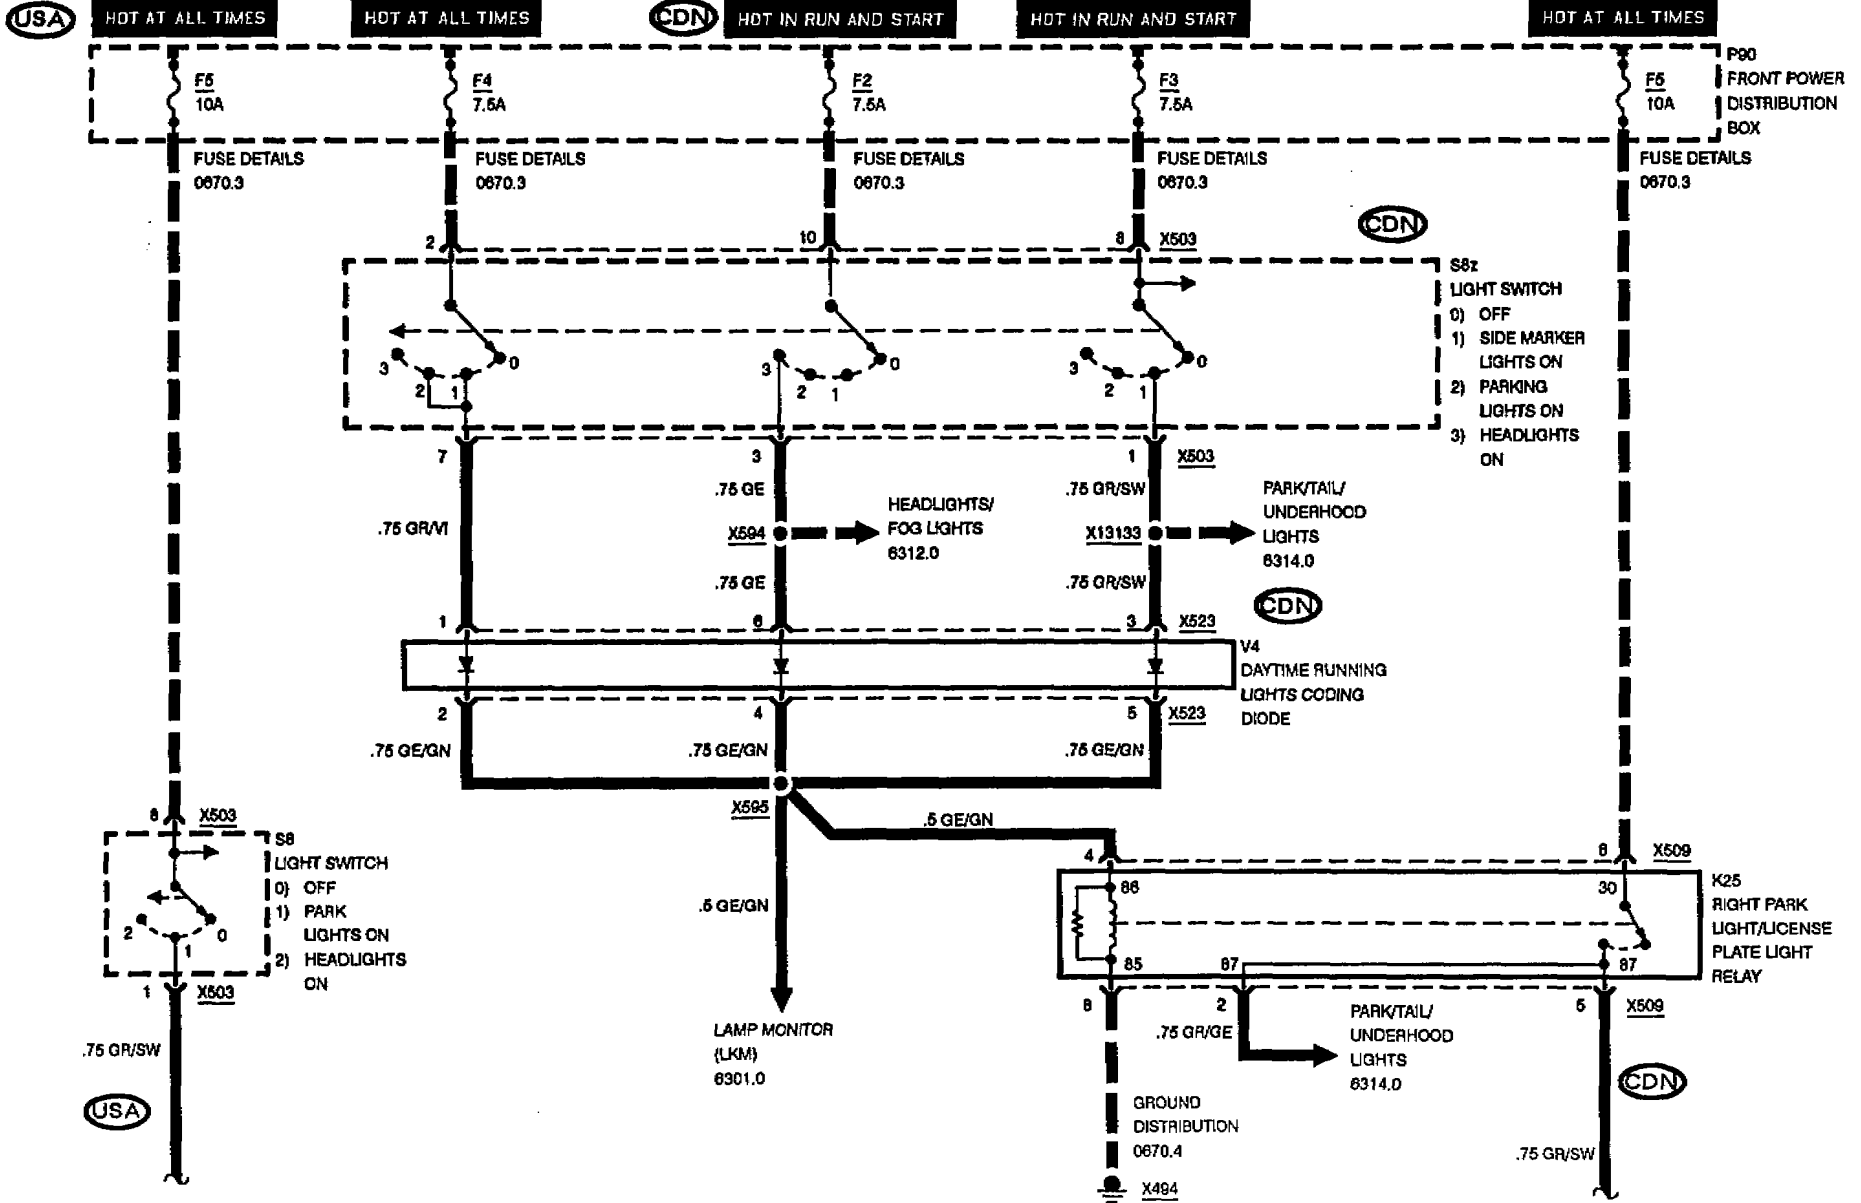 USA
HOT AT ALL TIMES
HOT AT ALL TIMES
CDN
HOT IN RUN AND START
HOT IN RUN AND START
HOT AT ALL TIMES
F5
10A
F4
7.5A
F2
7.5A
F3
7.5A
F5
10A
P90
FRONT POWER
DISTRIBUTION
BOX
FUSE DETAILS
0670.3
FUSE DETAILS
0670.3
FUSE DETAILS
0670.3
FUSE DETAILS
0670.3
FUSE DETAILS
0670.3
2
10
8
X503
CDN
S8z
LIGHT SWITCH
0) OFF
1) SIDE MARKER
LIGHTS ON
2) PARKING
LIGHTS ON
3) HEADLIGHTS
ON
3
2
1
0
3
2
1
0
3
2
1
0
7
3
1
X503
.75 GR/VI
.75 GE
.75 GR/SW
X594
HEADLIGHTS/
FOG LIGHTS
6312.0
X13133
PARK/TAIL/
UNDERHOOD
LIGHTS
6314.0
.75 GE
.75 GR/SW
CDN
1
6
3
X523
V4
DAYTIME RUNNING
LIGHTS CODING
DIODE
2
4
5
X523
.75 GE/GN
.75 GE/GN
.75 GE/GN
X595
.5 GE/GN
.5 GE/GN
LAMP MONITOR
(LKM)
6301.0
8
X503
S8
LIGHT SWITCH
0) OFF
1) PARK
LIGHTS ON
2) HEADLIGHTS
ON
2
1
0
1
X503
.75 GR/SW
USA
4
6
X509
86
30
K25
RIGHT PARK
LIGHT/LICENSE
PLATE LIGHT
RELAY
85
87
87
8
2
5
X509
.75 GR/GE
PARK/TAIL/
UNDERHOOD
LIGHTS
6314.0
CDN
GROUND
DISTRIBUTION
0670.4
X494
.75 GR/SW